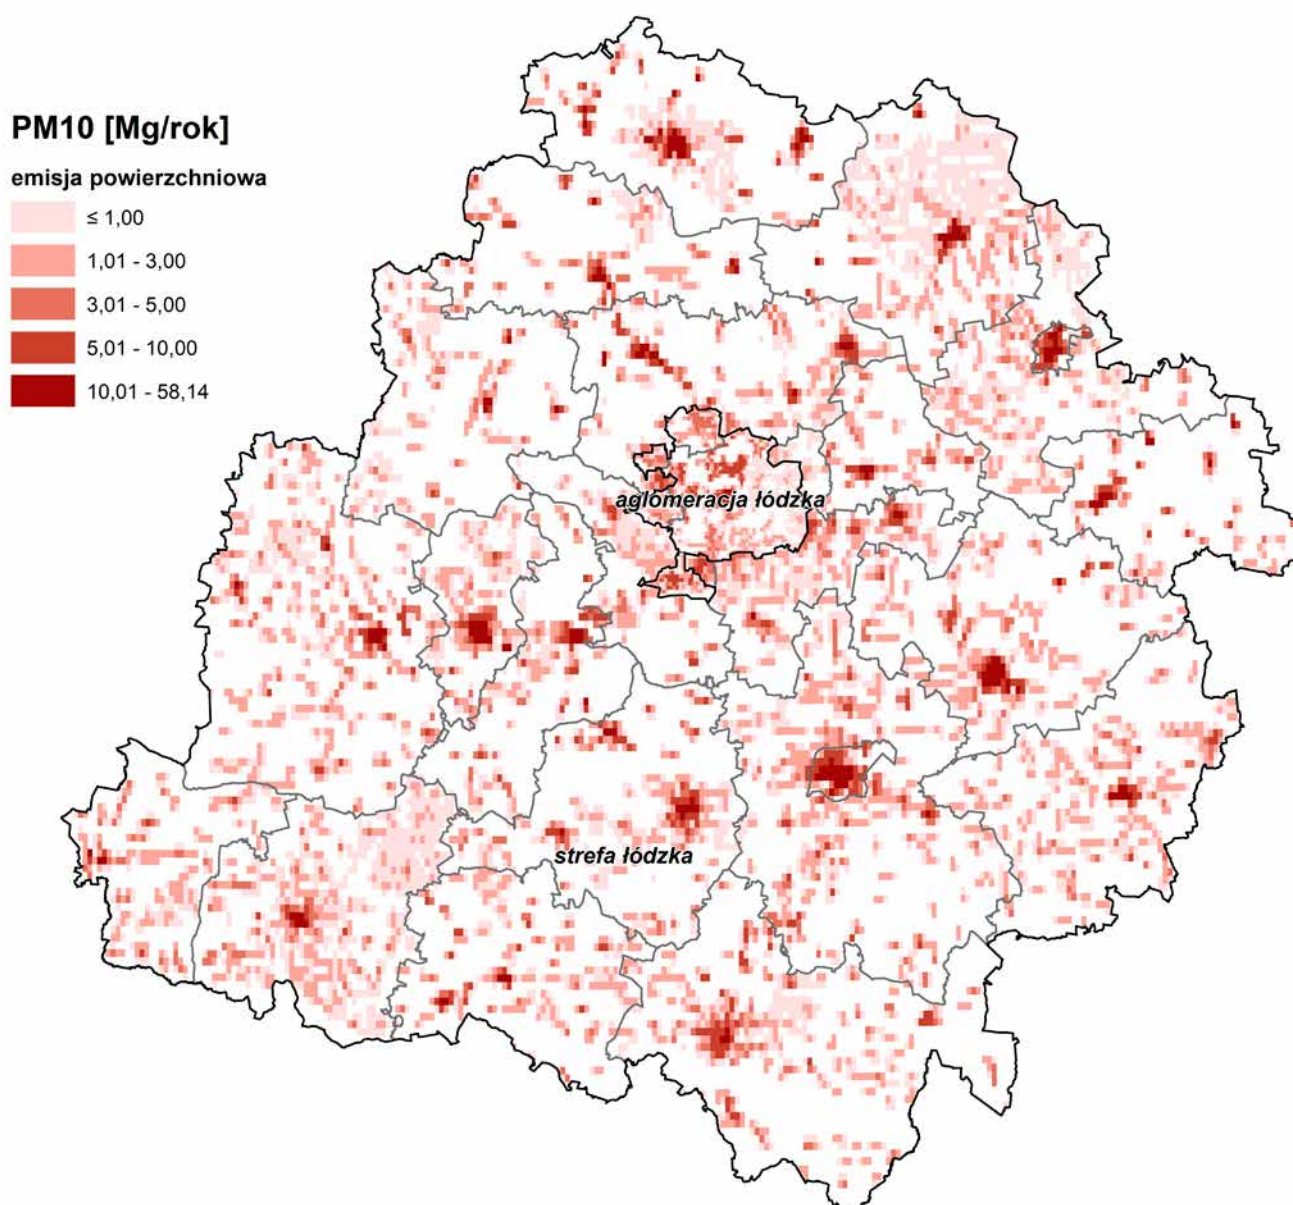 PM10 [Mg/rok]
emisja powierzchniowa
≤ 1,00
1,01 - 3,00
3,01 - 5,00
5,01 - 10,00
10,01 - 58,14
aglomeracja łódzka
strefa łódzka